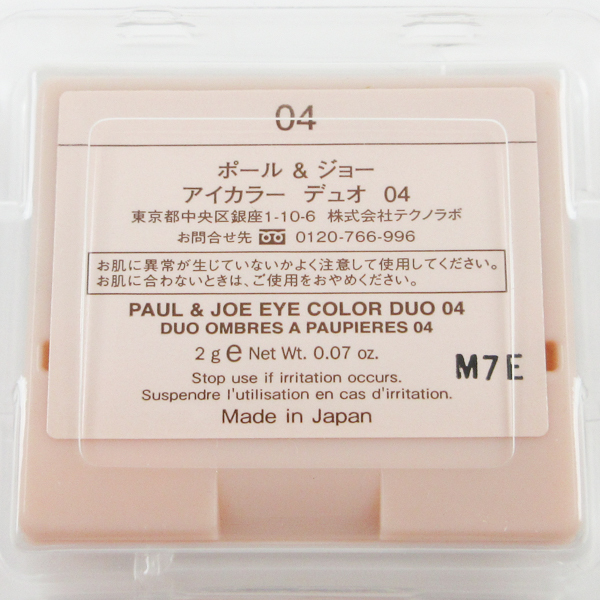 04
ポール & ジョー
アイカラー デュオ 04
東京都中央区銀座1-10-6 株式会社テクノラボ
お問合せ先 0120-766-996
お肌に異常が生じていないかよく注意して使用してください。
お肌に合わないときは、ご使用をおやめください。
PAUL & JOE EYE COLOR DUO 04
DUO OMBRES A PAUPIERES 04
2 g e Net Wt. 0.07 oz.
M7E
Stop use if irritation occurs.
Suspendre l'utilisation en cas d'irritation.
Made in Japan